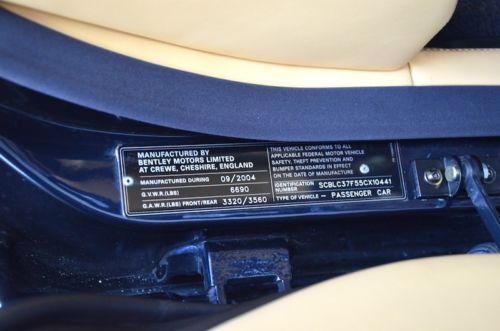 MANUFACTURED BY
BENTLEY MOTORS LIMITED
AT CREWE, CHESHIRE, ENGLAND
MANUFACTURED DURING 09/2004
G.V.W.R (LBS) 6690
G.A.W.R (LBS) FRONT/REAR 3320/3560
THIS VEHICLE CONFORMS TO ALL
APPLICABLE FEDERAL MOTOR VEHICLE
SAFETY, THEFT PREVENTION AND
BUMPER STANDARDS IN EFFECT
ON THE DATE OF MANUFACTURE
IDENTIFICATION
NUMBER SCBLC37F55CX10441
TYPE OF VEHICLE - PASSENGER CAR